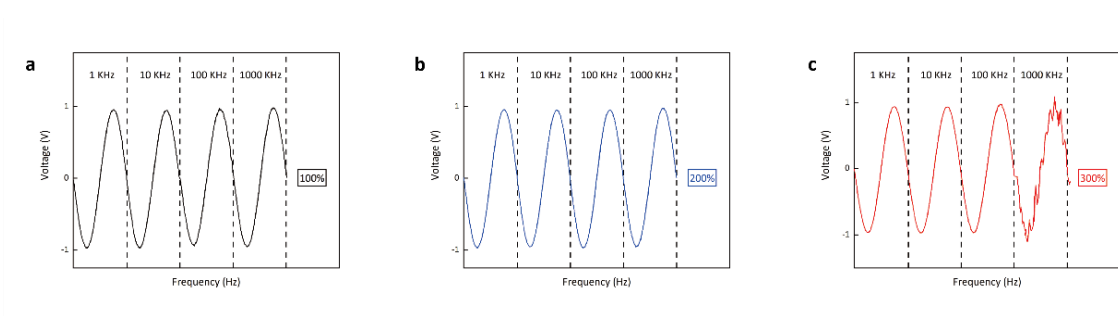 a
1 KHz 10 KHz 100 KHz 1000 KHz
1
0
-1
Voltage (V)
Frequency (Hz)
100%
b
1 KHz 10 KHz 100 KHz 1000 KHz
1
0
-1
Voltage (V)
Frequency (Hz)
200%
c
1 KHz 10 KHz 100 KHz 1000 KHz
1
0
-1
Voltage (V)
Frequency (Hz)
300%